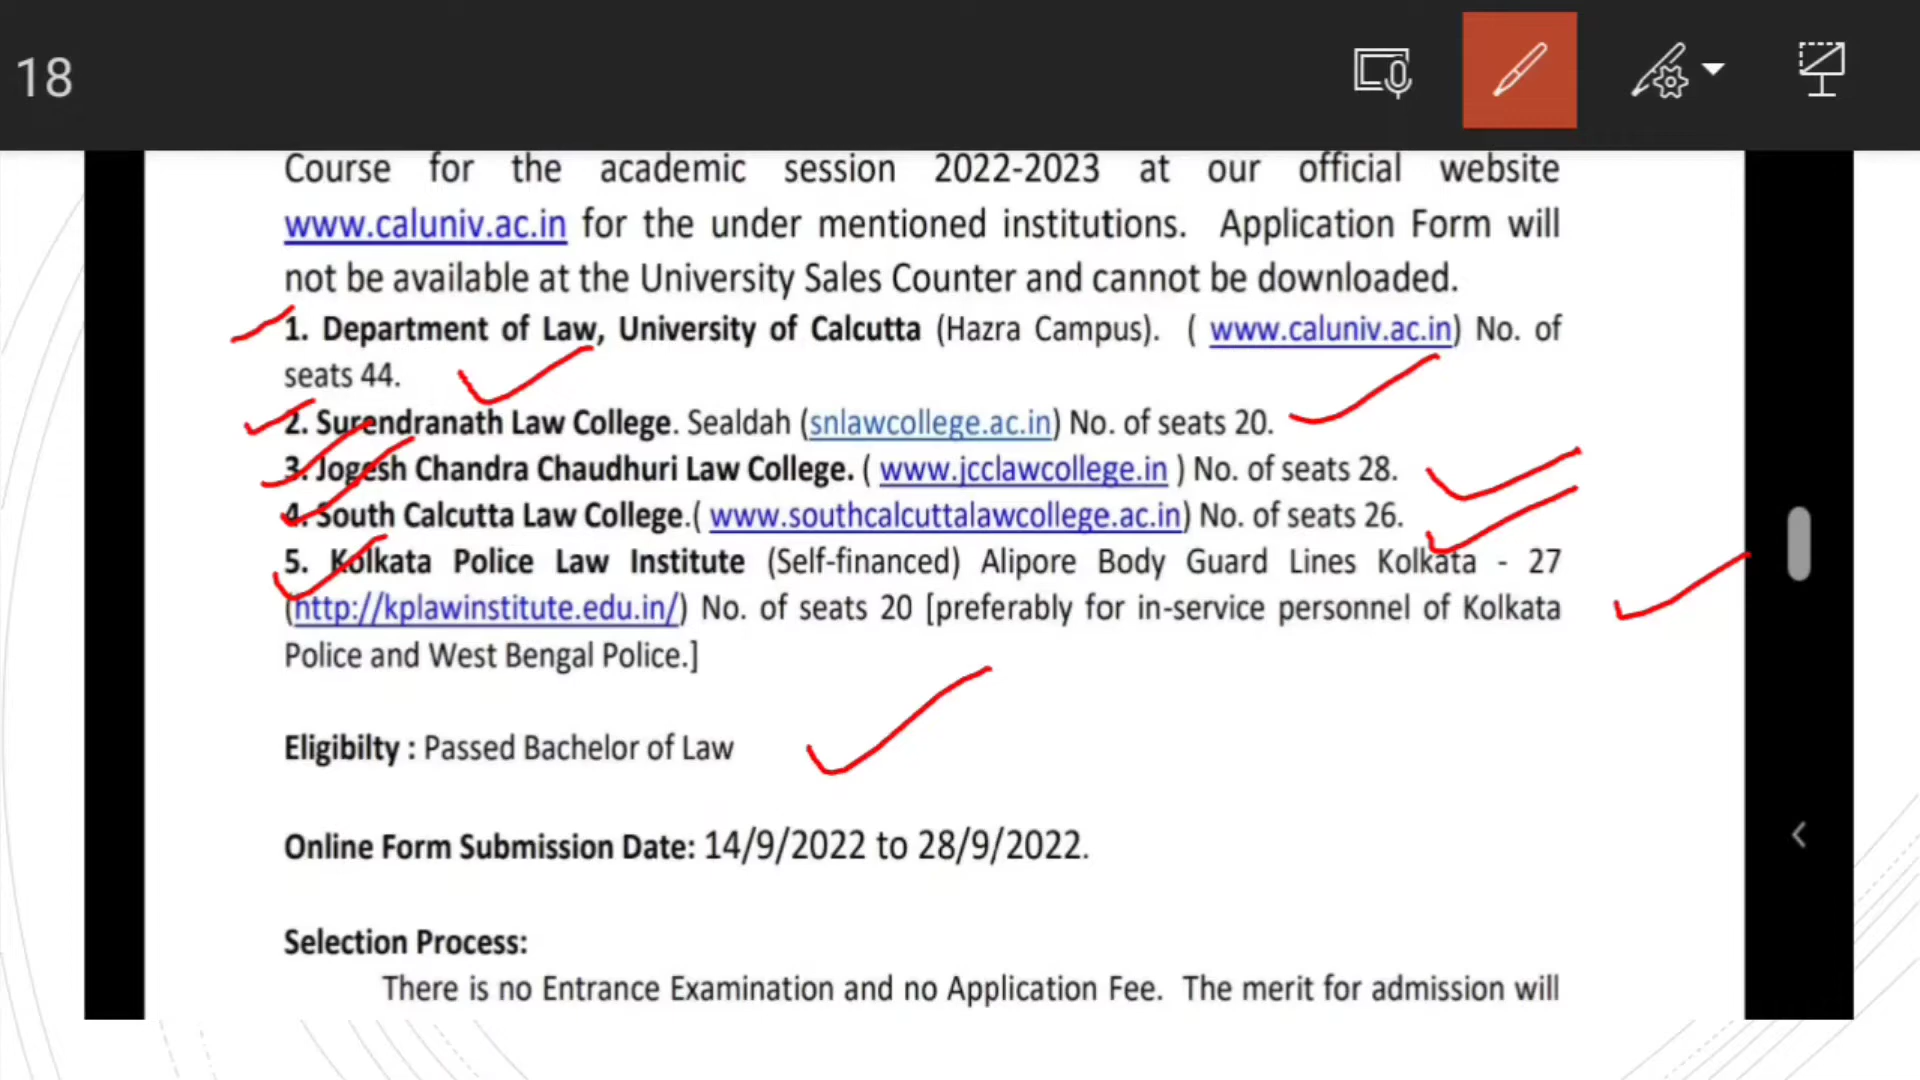 18
Course for the academic session 2022-2023 at our official website
www.caluniv.ac.in for the under mentioned institutions. Application Form will
not be available at the University Sales Counter and cannot be downloaded.
1. Department of Law, University of Calcutta (Hazra Campus). ( www.caluniv.ac.in) No. of
seats 44.
2. Surendranath Law College. Sealdah (snlawcollege.ac.in) No. of seats 20.
3. Jogesh Chandra Chaudhuri Law College. ( www.jcclawcollege.in ) No. of seats 28.
4. South Calcutta Law College.( www.southcalcuttalawcollege.ac.in) No. of seats 26.
5. Kolkata Police Law Institute (Self-financed) Alipore Body Guard Lines Kolkata - 27
(http://kplawinstitute.edu.in/) No. of seats 20 [preferably for in-service personnel of Kolkata
Police and West Bengal Police.]
Eligibilty : Passed Bachelor of Law
Online Form Submission Date: 14/9/2022 to 28/9/2022.
Selection Process:
There is no Entrance Examination and no Application Fee. The merit for admission will